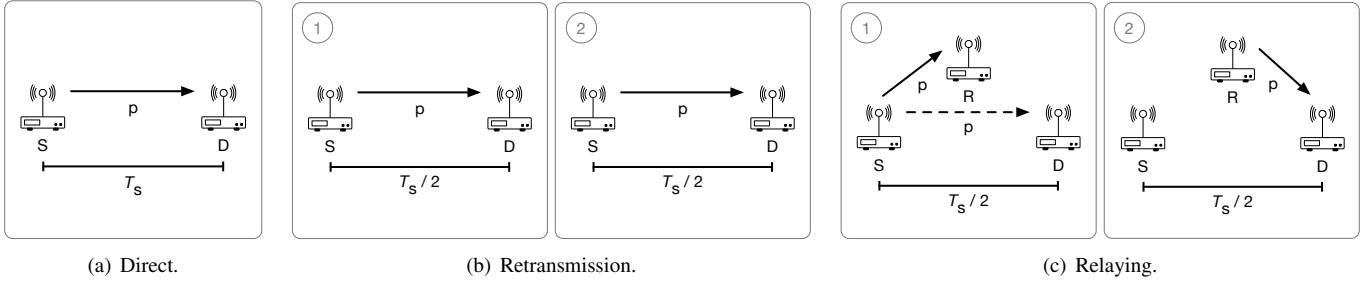 p
S
D
T_s
(a) Direct.
1
p
S
D
T_s / 2
2
p
S
D
T_s / 2
(b) Retransmission.
1
R
p
p
S
D
T_s / 2
2
R
p
S
D
T_s / 2
(c) Relaying.